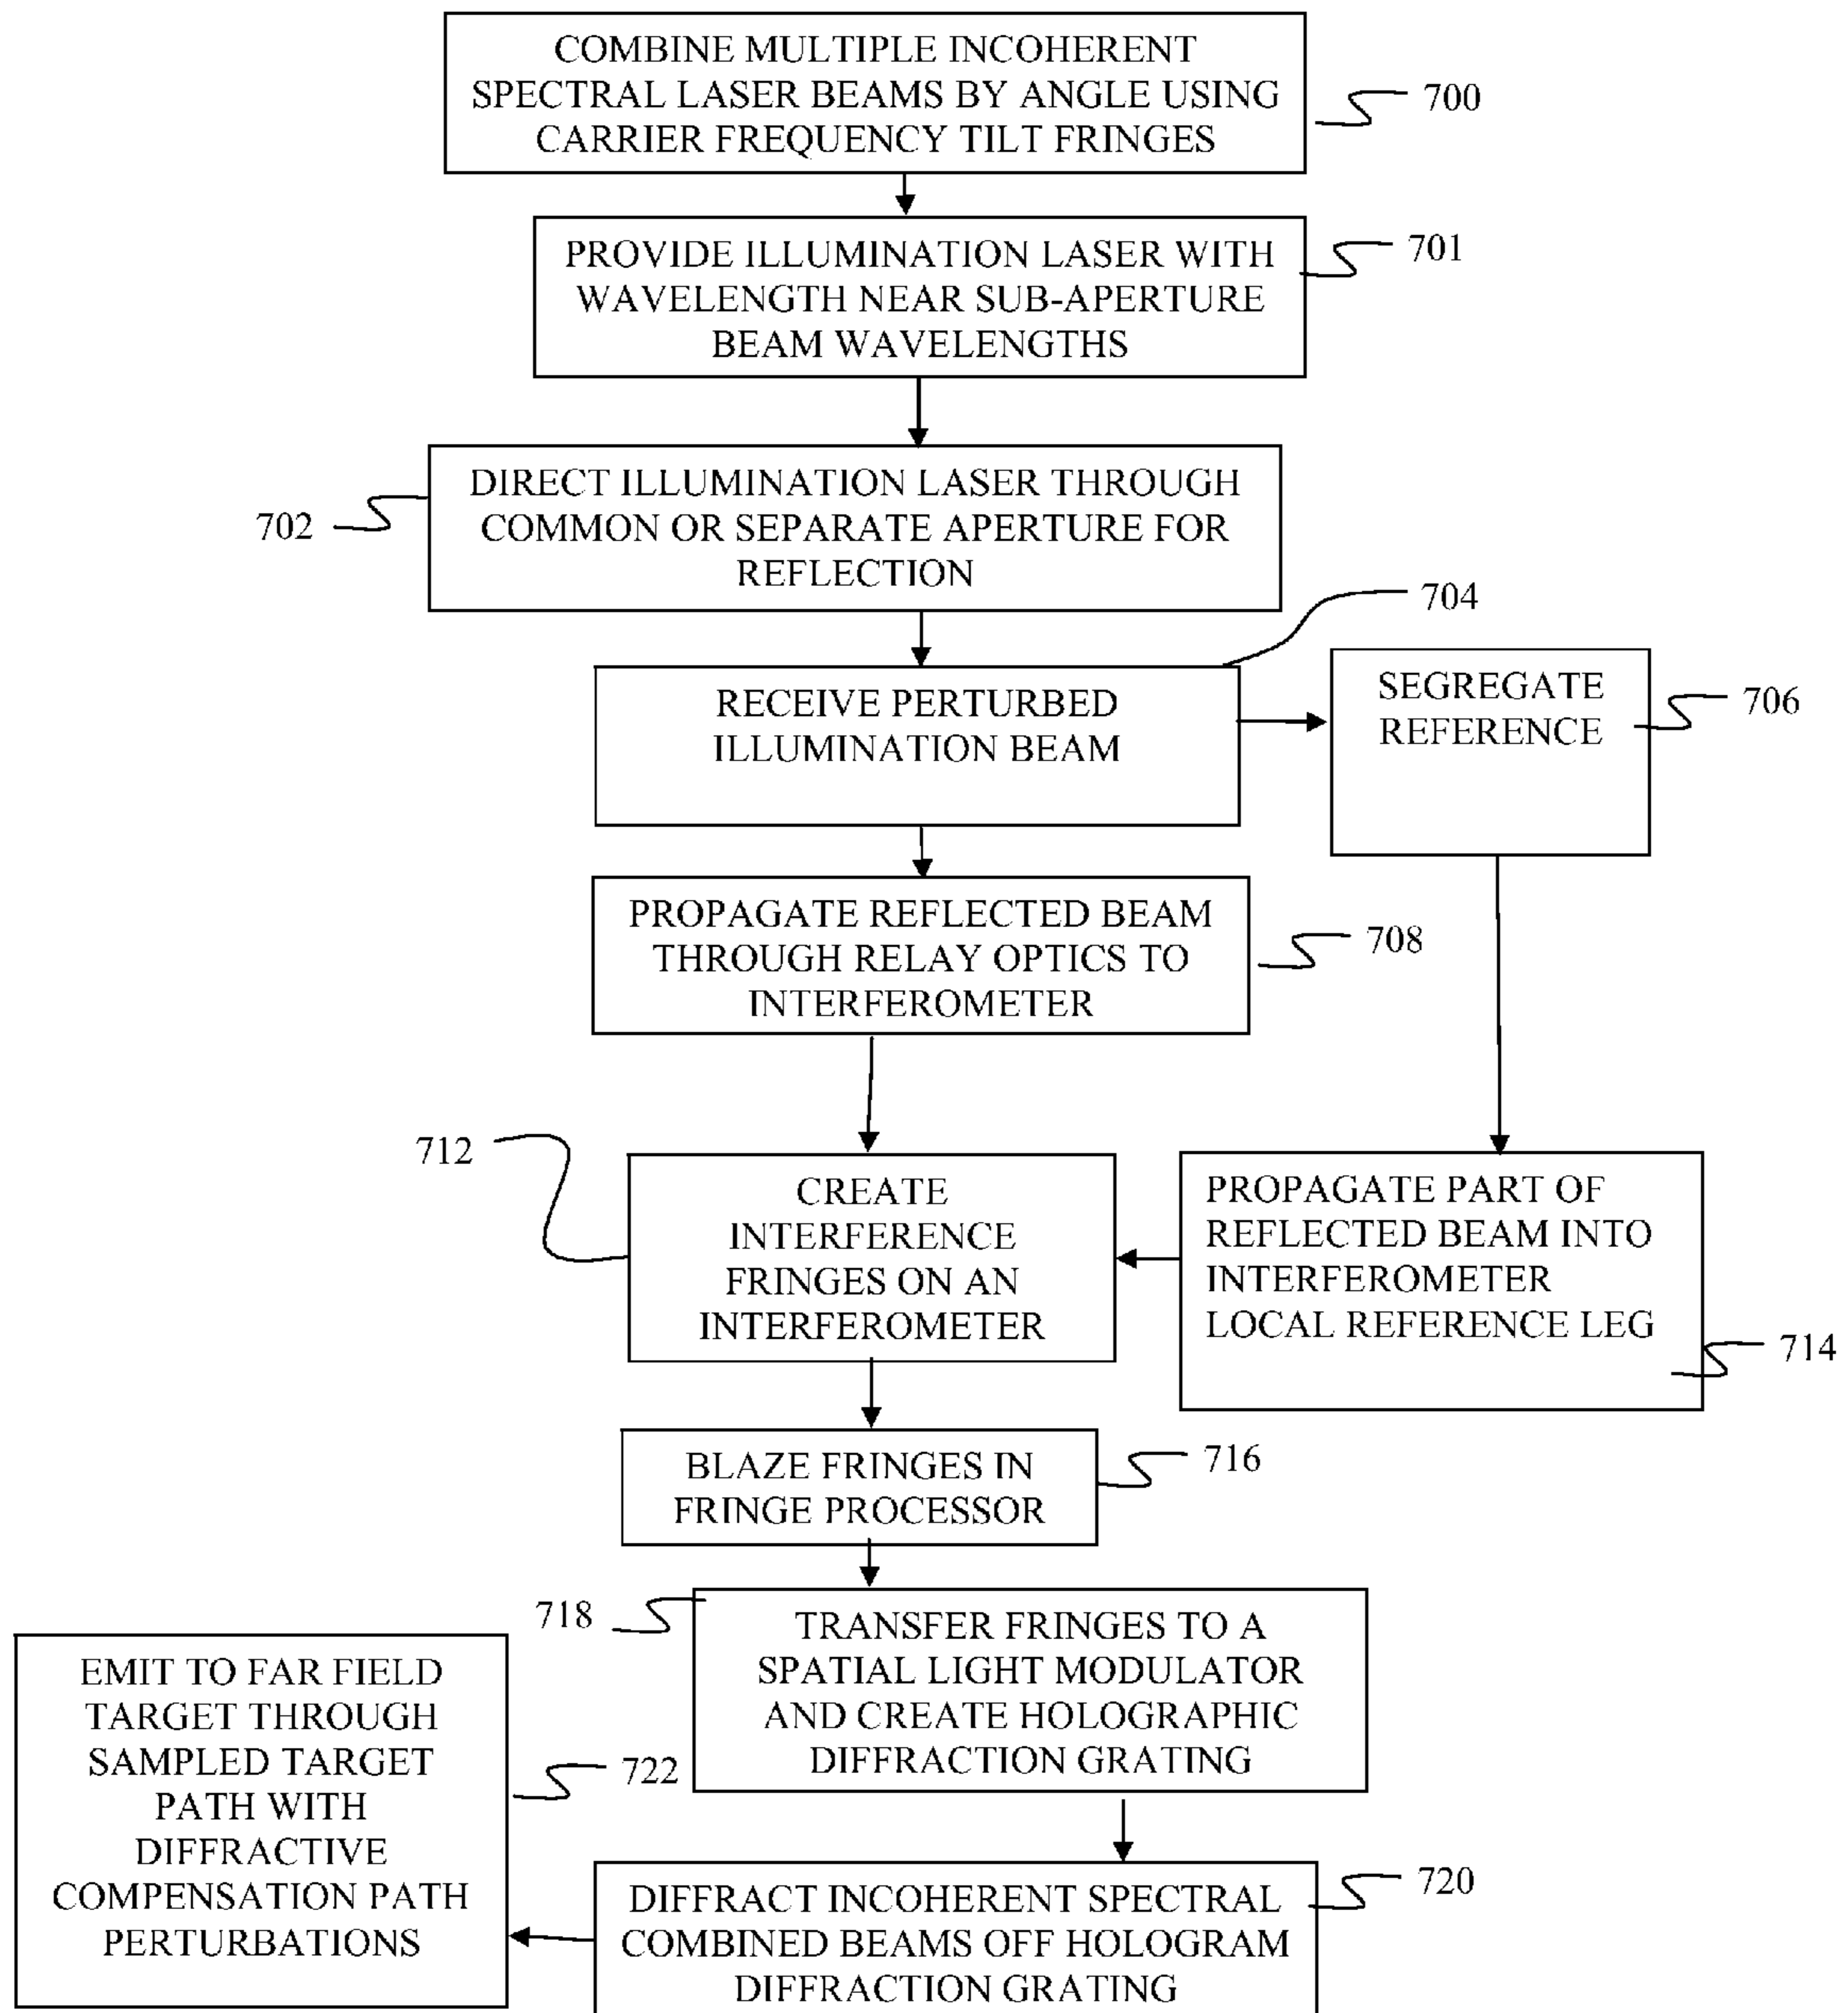 COMBINE MULTIPLE INCOHERENT
SPECTRAL LASER BEAMS BY ANGLE USING
CARRIER FREQUENCY TILT FRINGES
700
PROVIDE ILLUMINATION LASER WITH
WAVELENGTH NEAR SUB-APERTURE
BEAM WAVELENGTHS
701
DIRECT ILLUMINATION LASER THROUGH
COMMON OR SEPARATE APERTURE FOR
REFLECTION
702
RECEIVE PERTURBED
ILLUMINATION BEAM
704
SEGREGATE
REFERENCE
706
PROPAGATE REFLECTED BEAM
THROUGH RELAY OPTICS TO
INTERFEROMETER
708
712
CREATE
INTERFERENCE
FRINGES ON AN
INTERFEROMETER
PROPAGATE PART OF
REFLECTED BEAM INTO
INTERFEROMETER
LOCAL REFERENCE LEG
714
BLAZE FRINGES IN
FRINGE PROCESSOR
716
718
TRANSFER FRINGES TO A
SPATIAL LIGHT MODULATOR
AND CREATE HOLOGRAPHIC
DIFFRACTION GRATING
EMIT TO FAR FIELD
TARGET THROUGH
SAMPLED TARGET
PATH WITH
DIFFRACTIVE
COMPENSATION PATH
PERTURBATIONS
722
DIFFRACT INCOHERENT SPECTRAL
COMBINED BEAMS OFF HOLOGRAM
DIFFRACTION GRATING
720